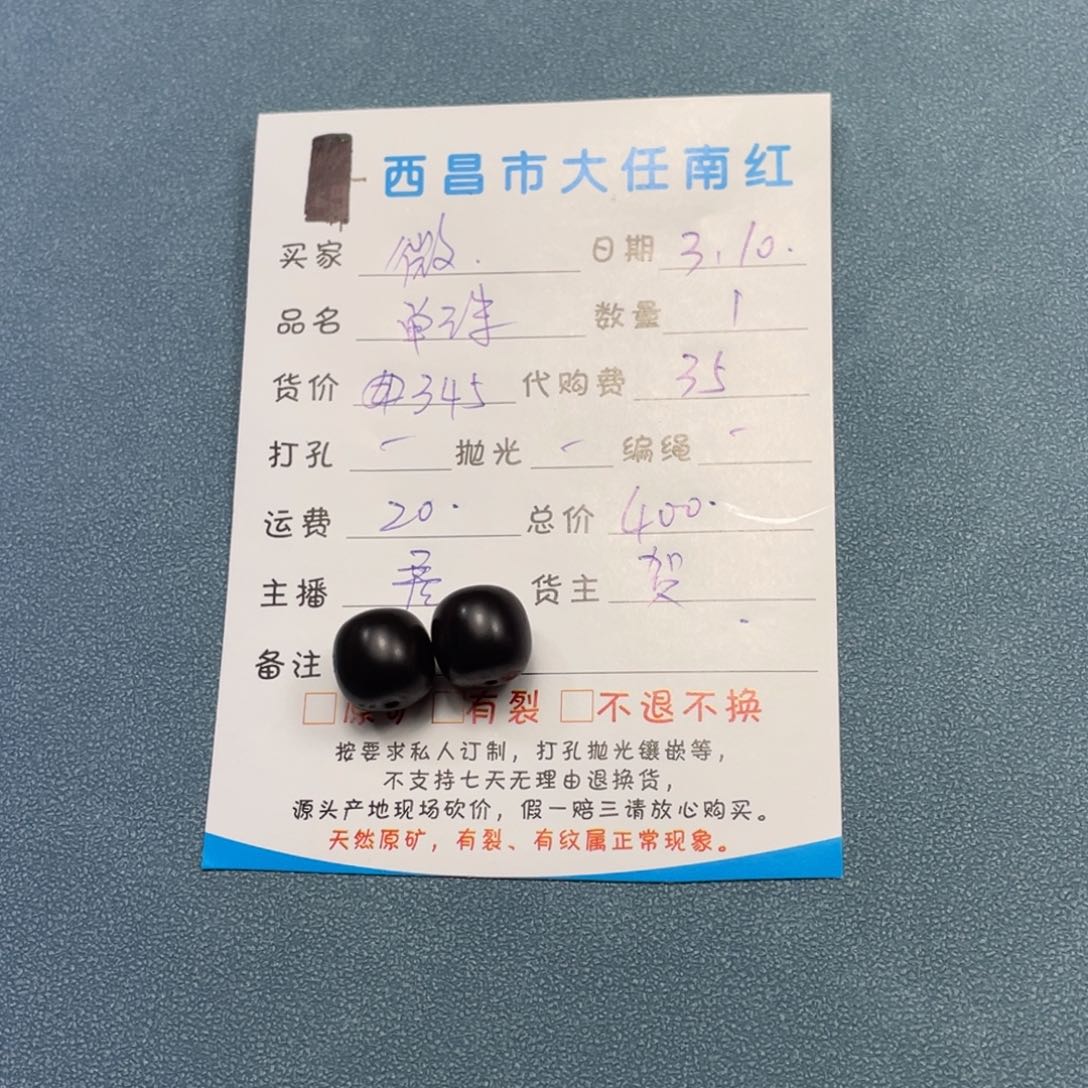 西昌市大任南红
买家 微. 日期 3.10.
品名 单珠 数量 1
货价 345 代购费 35
打孔 - 抛光 - 编绳 -
运费 20. 总价 400.
主播 货主 贺
备注
□原矿 □有裂 □不退不换
按要求私人订制，打孔抛光镶嵌等，
不支持七天无理由退换货，
源头产地现场砍价，假一赔三请放心购买。
天然原矿，有裂、有纹属正常现象。